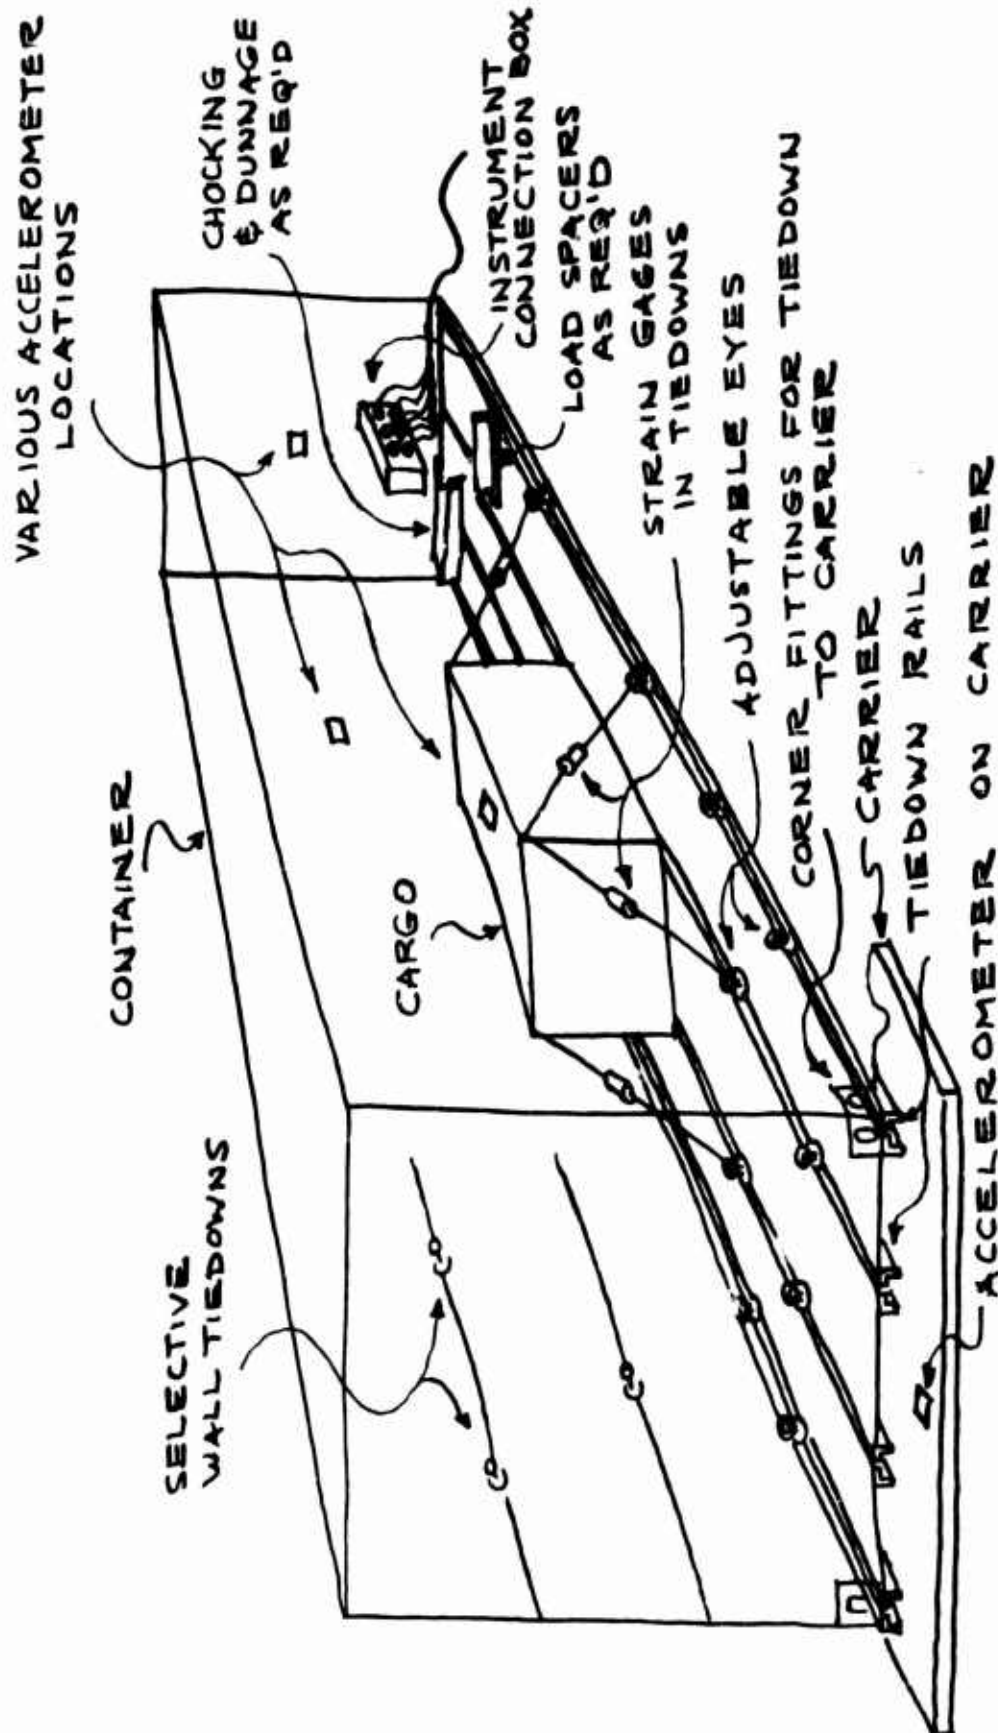 VARIOUS ACCELEROMETER
LOCATIONS
CHOCKING
& DUNNAGE
AS REQ'D
INSTRUMENT
CONNECTION BOX
LOAD SPACERS
AS REQ'D
STRAIN GAGES
IN TIEDOWNS
ADJUSTABLE EYES
CORNER FITTINGS FOR TIEDOWN
TO CARRIER
CARRIER
TIEDOWN RAILS
ACCELEROMETER ON CARRIER
CONTAINER
CARGO
SELECTIVE
WALL TIEDOWNS